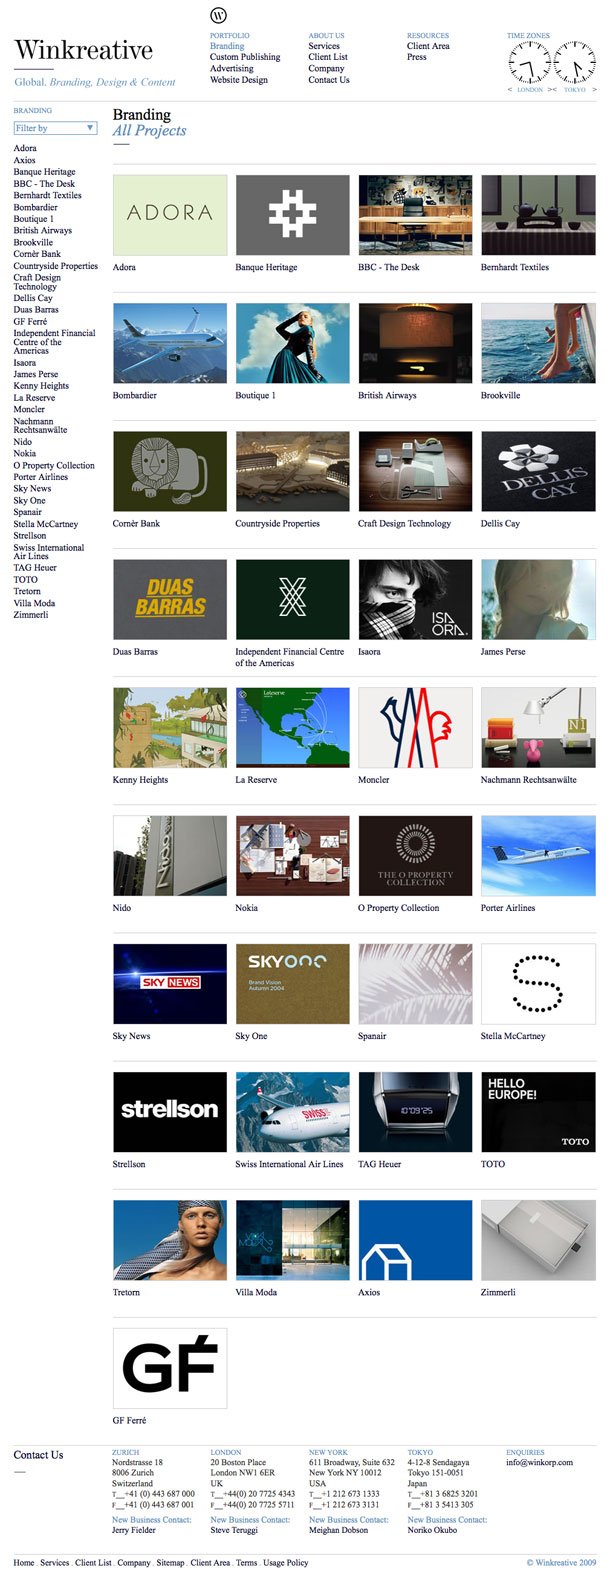 W
Winkreative
Global. Branding, Design & Content
PORTFOLIO
Branding
Custom Publishing
Advertising
Website Design
ABOUT US
Services
Client List
Company
Contact Us
RESOURCES
Client Area
Press
TIME ZONES
< LONDON >
< TOKYO >
BRANDING
Filter by
Adora
Axios
Banque Heritage
BBC - The Desk
Bernhardt Textiles
Bombardier
Boutique 1
British Airways
Brookville
Cornèr Bank
Countryside Properties
Craft Design
Technology
Dellis Cay
Duas Barras
GF Ferré
Independent Financial
Centre of the
Americas
Isaora
James Perse
Kenny Heights
La Reserve
Moncler
Nachmann
Rechtsanwälte
Nido
Nokia
O Property Collection
Porter Airlines
Sky News
Sky One
Spanair
Stella McCartney
Strellson
Swiss International
Air Lines
TAG Heuer
TOTO
Tretorn
Villa Moda
Zimmerli
Branding
All Projects
ADORA
Adora
Banque Heritage
BBC - The Desk
Bernhardt Textiles
Bombardier
Boutique 1
British Airways
Brookville
Cornèr Bank
Countryside Properties
Craft Design Technology
DELLIS
CAY
Dellis Cay
DUAS
BARRAS
Duas Barras
Independent Financial Centre
of the Americas
ISA
ORA
Isaora
James Perse
Kenny Heights
La Reserve
La Reserve
Moncler
N1
Nachmann Rechtsanwälte
Nido
Nido
Nokia
THE O PROPERTY
COLLECTION
O Property Collection
Porter Airlines
SKY NEWS
Sky News
SKY one
Brand Vision
Autumn 2004
Sky One
Spanair
S
Stella McCartney
strellson
Strellson
swiss
Swiss International Air Lines
10'09'25
TAG Heuer
HELLO
EUROPE!
TOTO
TOTO
Tretorn
Villa Moda
Axios
Zimmerli
GF
GF Ferré
Contact Us
ZURICH
Nordstrasse 18
8006 Zurich
Switzerland
T__+41 (0) 443 687 000
F__+41 (0) 443 687 001
New Business Contact:
Jerry Fielder
LONDON
20 Boston Place
London NW1 6ER
UK
T__+44(0) 20 7725 4343
F__+44(0) 20 7725 5711
New Business Contact:
Steve Teruggi
NEW YORK
611 Broadway, Suite 632
New York NY 10012
USA
T__+1 212 673 1333
F__+1 212 673 3131
New Business Contact:
Meighan Dobson
TOKYO
4-12-8 Sendagaya
Tokyo 151-0051
Japan
T__+81 3 6825 3201
F__+81 3 5413 305
New Business Contact:
Noriko Okubo
ENQUIRIES
info@winkorp.com
Home . Services . Client List . Company . Sitemap . Client Area . Terms . Usage Policy
© Winkreative 2009